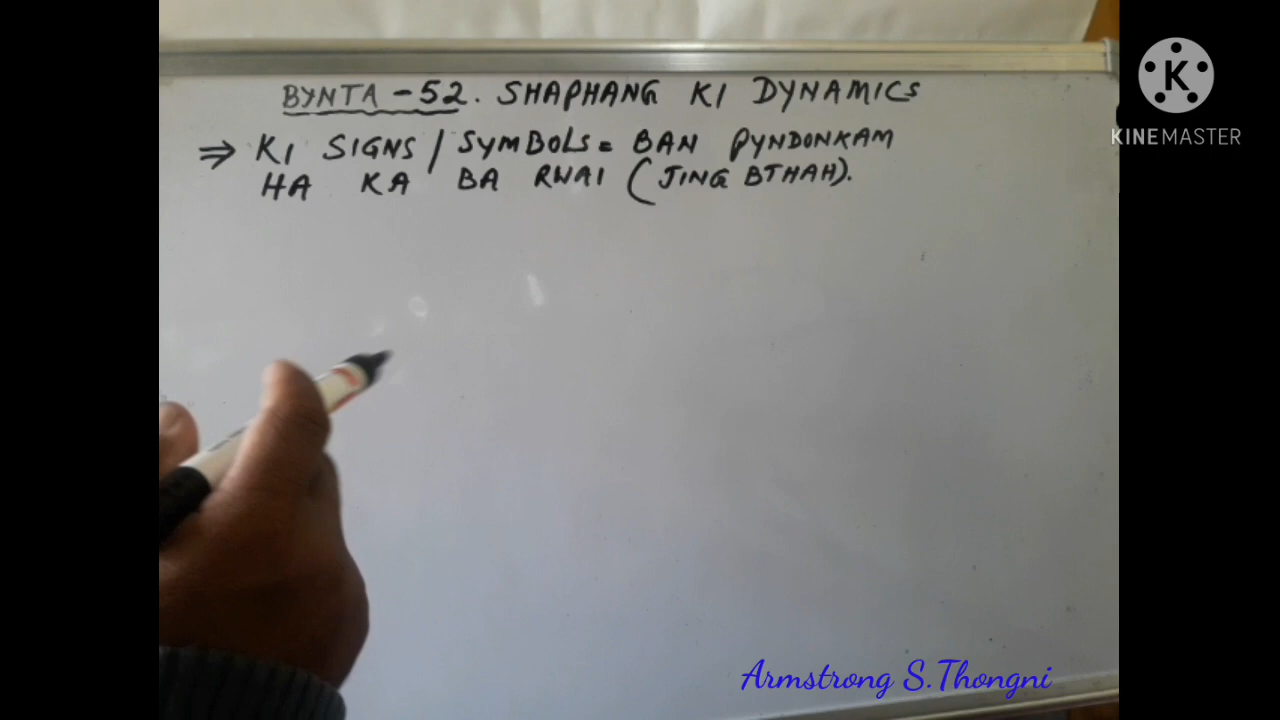 BYNTA - 52. SHAPHANG KI DYNAMICS
⇒ KI SIGNS / SYMBOLS = BAN PYNDONKAM
HA KA BA RWAI (JING BTHAH).
K
KINEMASTER
Armstrong S.Thongni